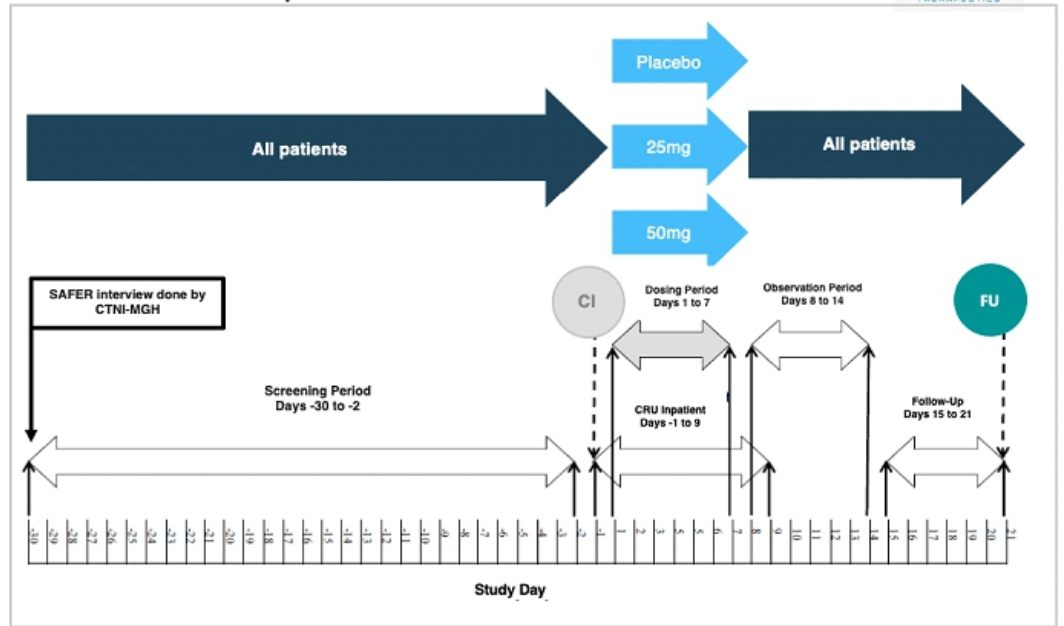 Placebo
All patients
25mg
All patients
50mg
SAFER interview done by
CTNI-MGH
CI
Dosing Period
Days 1 to 7
Observation Period
Days 8 to 14
FU
Screening Period
Days -30 to -2
CRU Inpatient
Days -1 to 9
Follow-Up
Days 15 to 21
-30 -29 -28 -27 -26 -25 -24 -23 -22 -21 -20 -19 -18 -17 -16 -15 -14 -13 -12 -11 -10 -9 -8 -7 -6 -5 -4 -3 -2 -1 1 2 3 5 5 6 7 8 9 10 11 12 13 14 15 16 17 18 19 20 21
Study Day